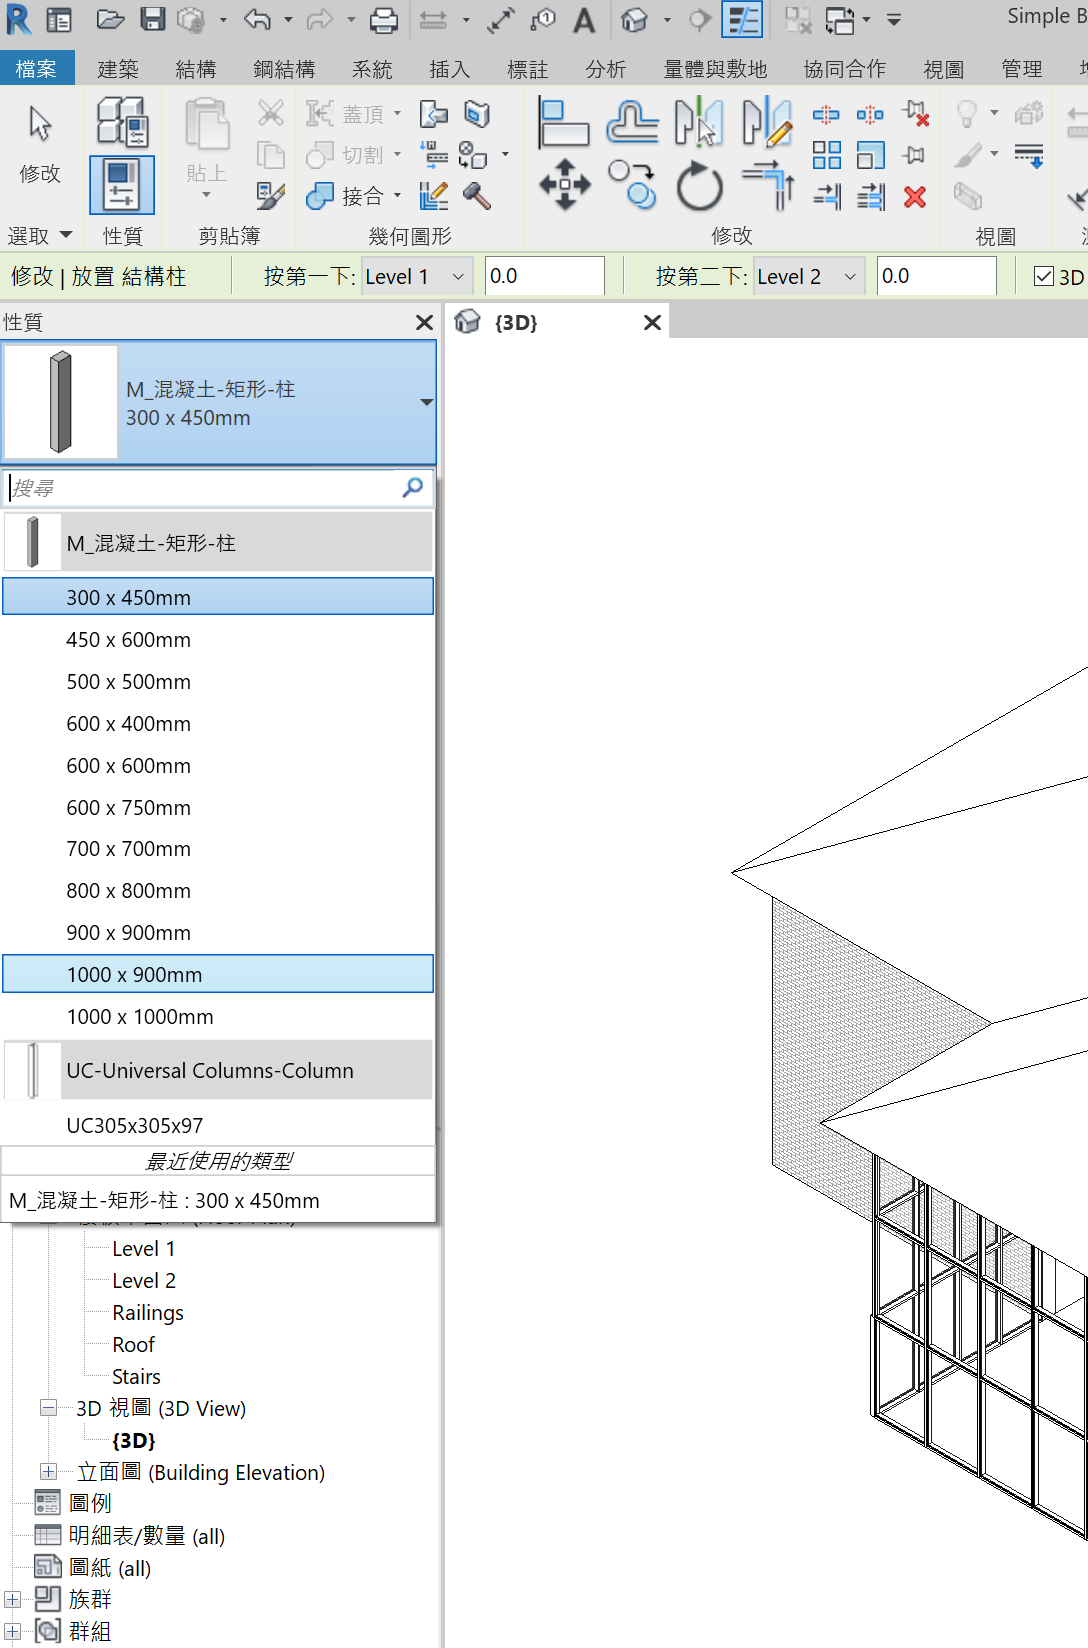 Simple B
檔案 建築 結構 鋼結構 系統 插入 標註 分析 量體與敷地 協同合作 視圖 管理
修改 貼上 蓋頂 切割 接合
選取 性質 剪貼簿 幾何圖形 修改 視圖
修改 | 放置 結構柱 按第一下: Level 1 0.0 按第二下: Level 2 0.0 3D
性質
{3D}
M_混凝土-矩形-柱
300 x 450mm
搜尋
M_混凝土-矩形-柱
300 x 450mm
450 x 600mm
500 x 500mm
600 x 400mm
600 x 600mm
600 x 750mm
700 x 700mm
800 x 800mm
900 x 900mm
1000 x 900mm
1000 x 1000mm
UC-Universal Columns-Column
UC305x305x97
最近使用的類型
M_混凝土-矩形-柱 : 300 x 450mm
Level 1
Level 2
Railings
Roof
Stairs
3D 視圖 (3D View)
{3D}
立面圖 (Building Elevation)
圖例
明細表/數量 (all)
圖紙 (all)
族群
群組